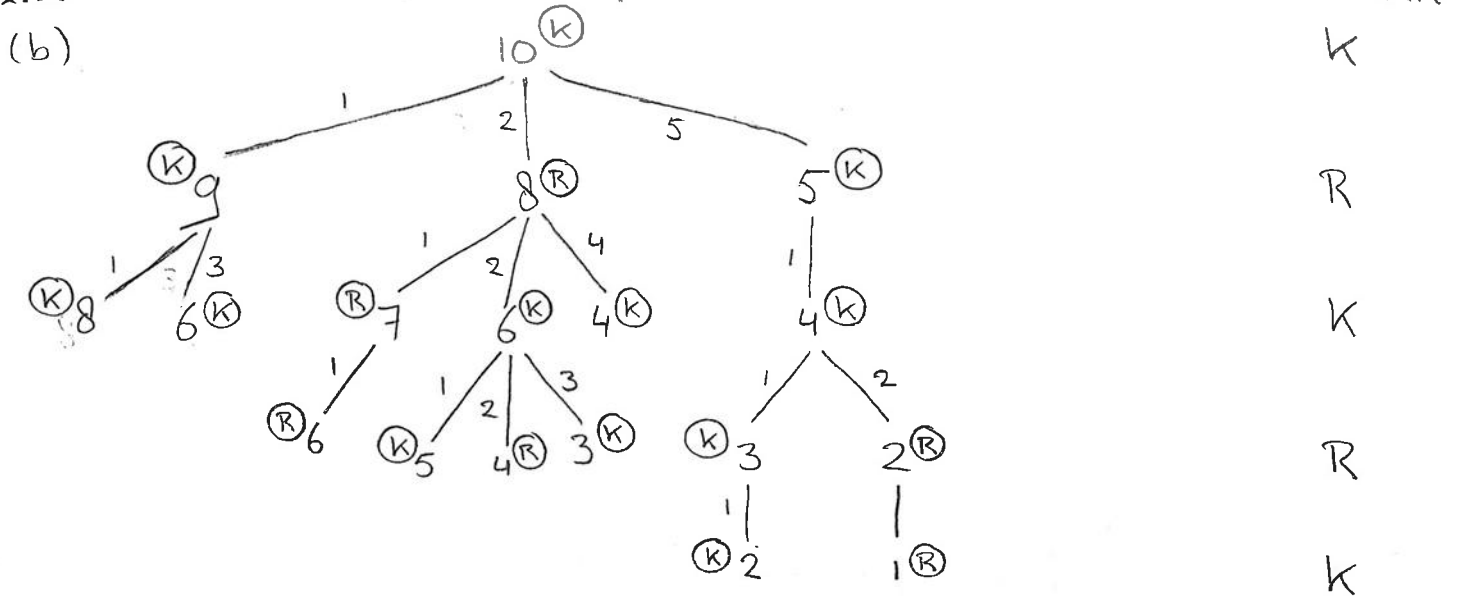 (b) 10 Ⓚ K
1 2 5
Ⓚ 9 8 Ⓡ 5 Ⓚ R
1 3 1 2 4 1
Ⓚ 8 6 Ⓚ Ⓡ 7 6 Ⓚ 4 Ⓚ 4 Ⓚ K
1 1 2 3 1 2
Ⓡ 6 Ⓚ 5 4 Ⓡ 3 Ⓚ Ⓚ 3 2 Ⓡ R
1
Ⓚ 2 1 Ⓡ K